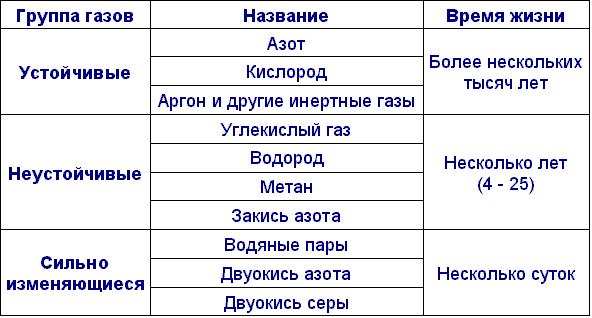 Группа газов Название Время жизни
Устойчивые
Азот
Кислород
Аргон и другие инертные газы
Более нескольких
тысяч лет
Неустойчивые
Углекислый газ
Водород
Метан
Закись азота
Несколько лет
(4 - 25)
Сильно
изменяющиеся
Водяные пары
Двуокись азота
Двуокись серы
Несколько суток